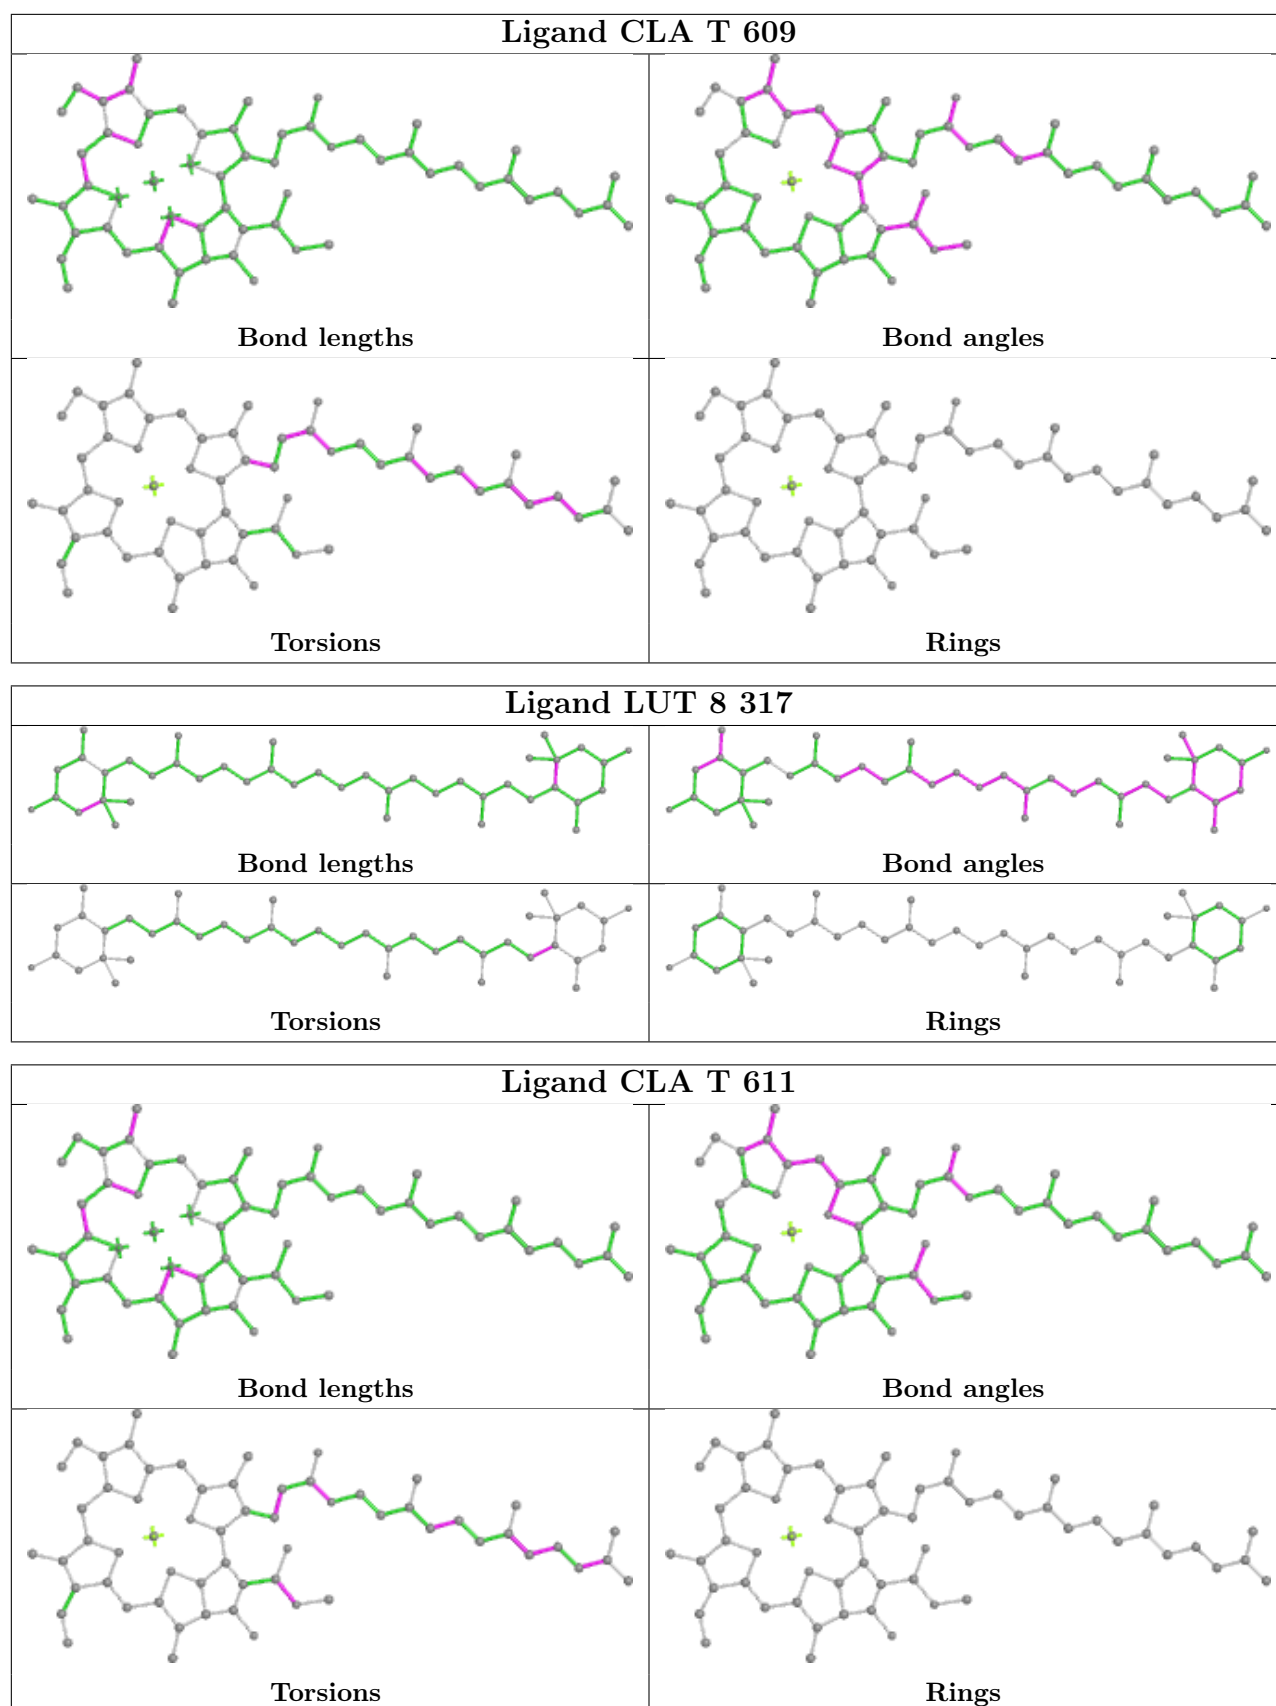 Ligand CLA T 609
Bond lengths
Bond angles
Torsions
Rings
Ligand LUT 8 317
Bond lengths
Bond angles
Torsions
Rings
Ligand CLA T 611
Bond lengths
Bond angles
Torsions
Rings